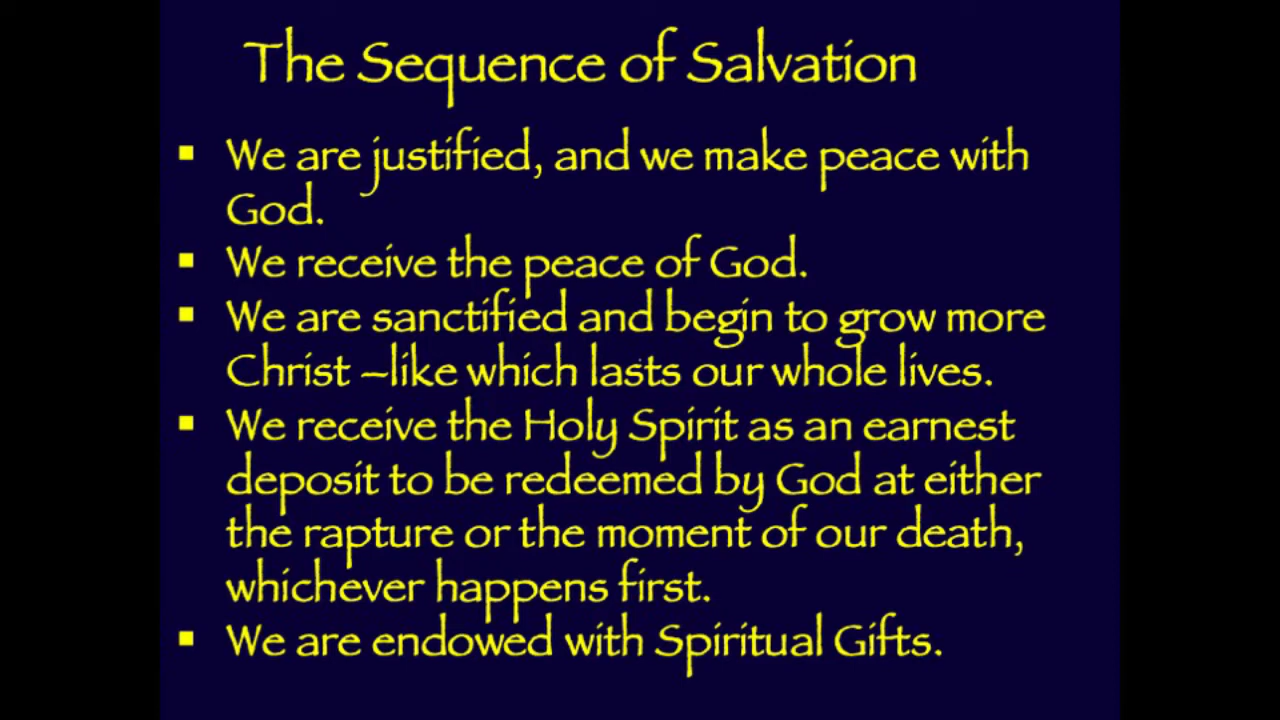 The Sequence of Salvation
▪ We are justified, and we make peace with
God.
▪ We receive the peace of God.
▪ We are sanctified and begin to grow more
Christ –like which lasts our whole lives.
▪ We receive the Holy Spirit as an earnest
deposit to be redeemed by God at either
the rapture or the moment of our death,
whichever happens first.
▪ We are endowed with Spiritual Gifts.